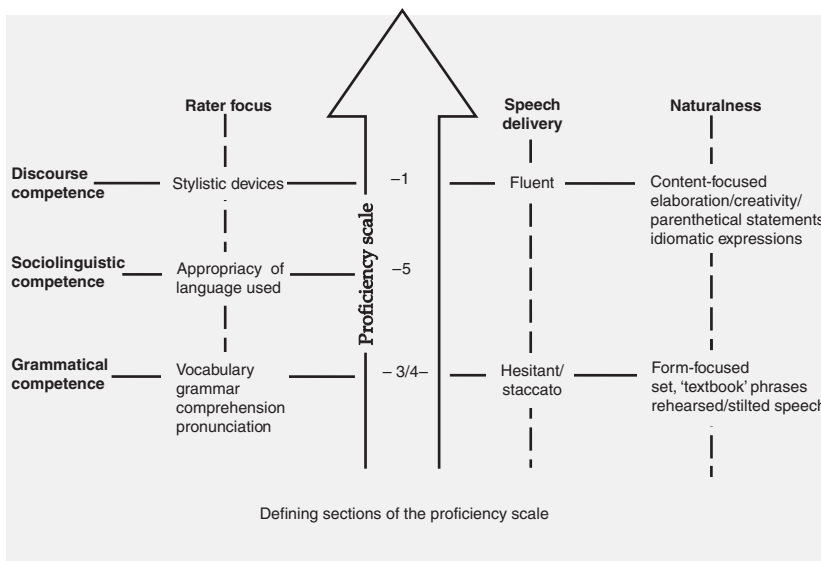 Rater focus
Speech
delivery
Naturalness
Discourse
competence
Stylistic devices
–1
Fluent
Content-focused
elaboration/creativity/
parenthetical statements
idiomatic expressions
Proficiency scale
Sociolinguistic
competence
Appropriacy of
language used
–5
Grammatical
competence
Vocabulary
grammar
comprehension
pronunciation
– 3/4–
Hesitant/
staccato
Form-focused
set, ‘textbook’ phrases
rehearsed/stilted speech
Defining sections of the proficiency scale